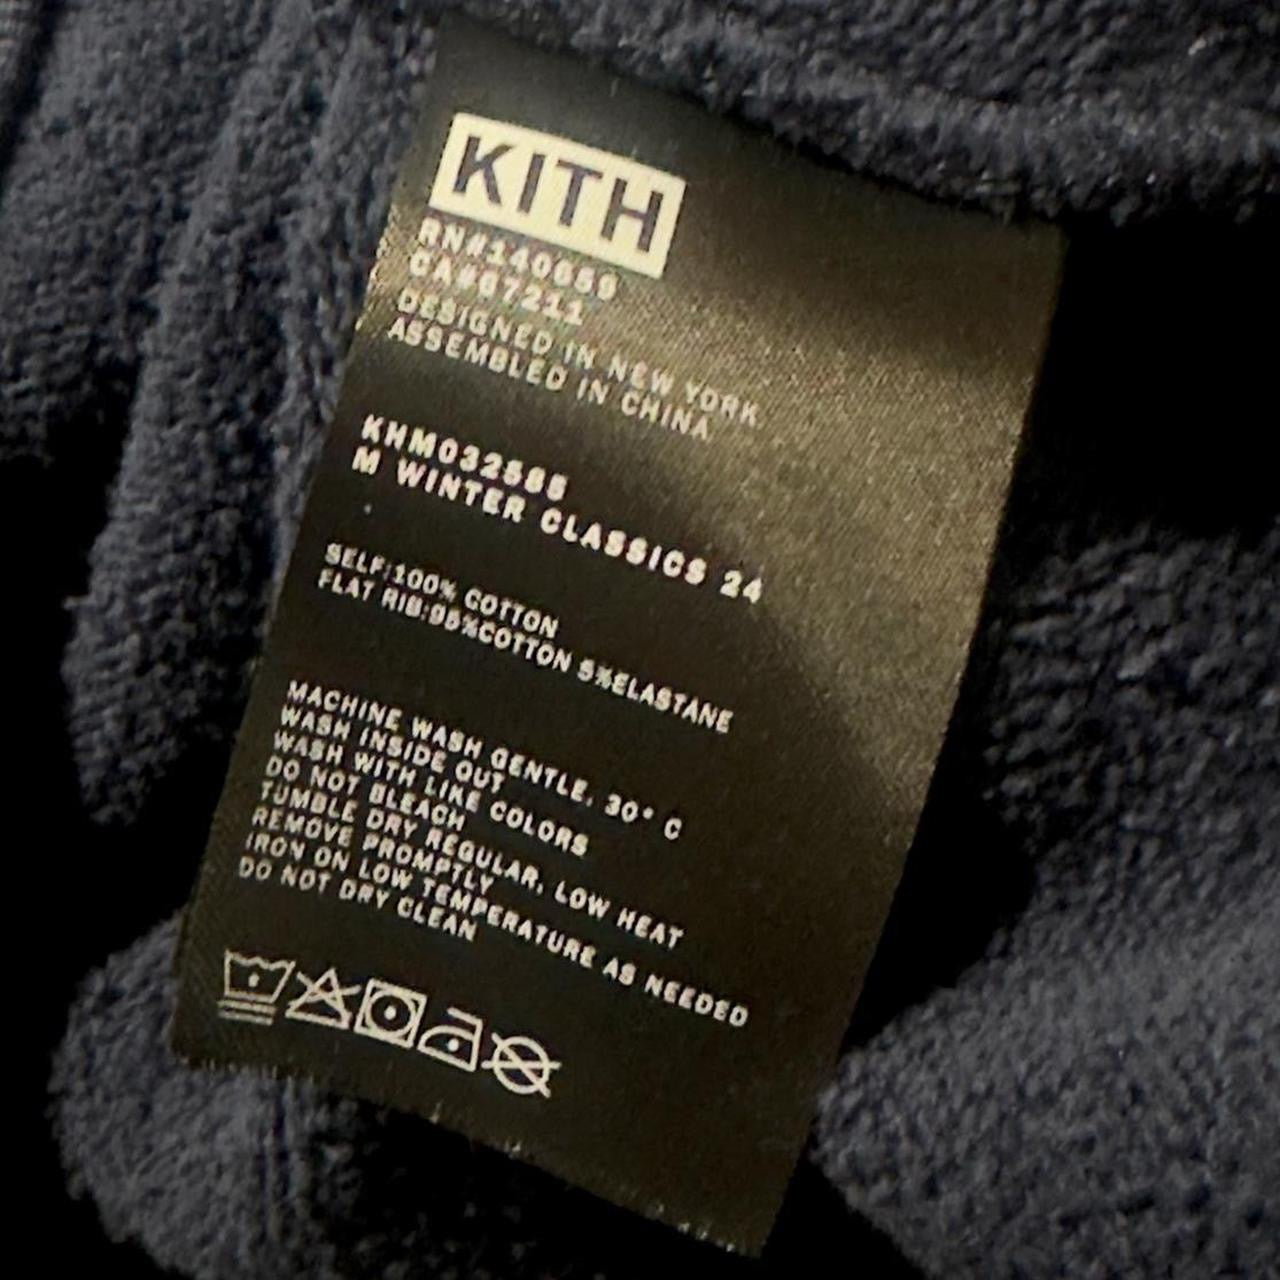 KITH
RN#140659
CA#67211
DESIGNED IN NEW YORK
ASSEMBLED IN CHINA
KHM032585
M WINTER CLASSICS 24
SELF:100% COTTON
FLAT RIB:95%COTTON 5%ELASTANE
MACHINE WASH GENTLE, 30° C
WASH INSIDE OUT
WASH WITH LIKE COLORS
DO NOT BLEACH
TUMBLE DRY REGULAR, LOW HEAT
REMOVE PROMPTLY
IRON ON LOW TEMPERATURE AS NEEDED
DO NOT DRY CLEAN